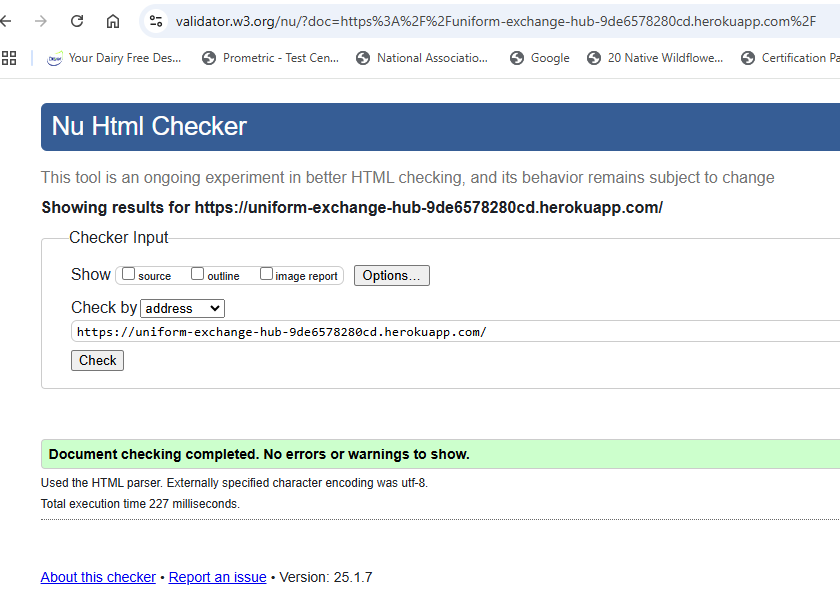 validator.w3.org/nu/?doc=https%3A%2F%2Funiform-exchange-hub-9de6578280cd.herokuapp.com%2F
Your Dairy Free Des... Prometric - Test Cen... National Associatio... Google 20 Native Wildflowe... Certification Pa
Nu Html Checker
This tool is an ongoing experiment in better HTML checking, and its behavior remains subject to change
Showing results for https://uniform-exchange-hub-9de6578280cd.herokuapp.com/
Checker Input
Show source outline image report Options...
Check by address
https://uniform-exchange-hub-9de6578280cd.herokuapp.com/
Check
Document checking completed. No errors or warnings to show.
Used the HTML parser. Externally specified character encoding was utf-8.
Total execution time 227 milliseconds.
About this checker • Report an issue • Version: 25.1.7